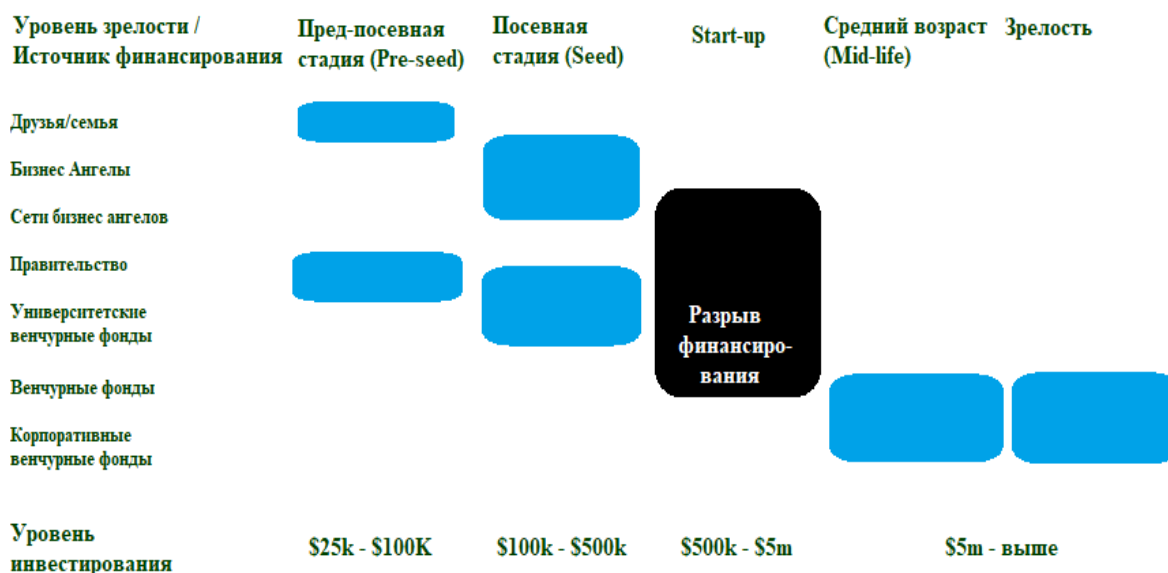 Уровень зрелости /
Источник финансирования
Пред-посевная
стадия (Pre-seed)
Посевная
стадия (Seed)
Start-up
Средний возраст
(Mid-life)
Зрелость
Друзья/семья
Бизнес Ангелы
Сети бизнес ангелов
Правительство
Университетские
венчурные фонды
Разрыв
финансиро-
вания
Венчурные фонды
Корпоративные
венчурные фонды
Уровень
инвестирования
$25k - $100K
$100k - $500k
$500k - $5m
$5m - выше